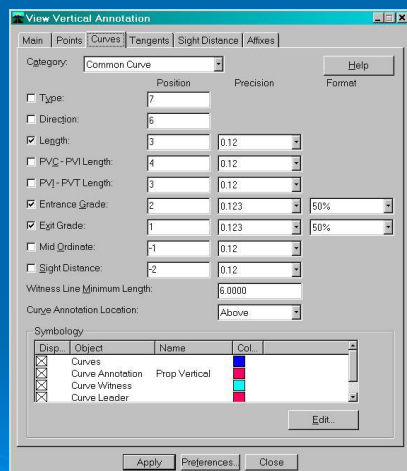 View Vertical Annotation
Main Points Curves Tangents Sight Distance Affixes
Category: Common Curve Help
Position Precision Format
Type: 7
Direction: 6
Length: 3 0.12
PVC - PVI Length: 4 0.12
PVI - PVT Length: 3 0.12
Entrance Grade: 2 0.123 50%
Exit Grade: 1 0.123 50%
Mid Ordinate: -1 0.12
Sight Distance: -2 0.12
Witness Line Minimum Length: 6.0000
Curve Annotation Location: Above
Symbology
Disp... Object Name Col...
Curves
Curve Annotation Prop Vertical
Curve Witness
Curve Leader
Edit...
Apply Preferences... Close